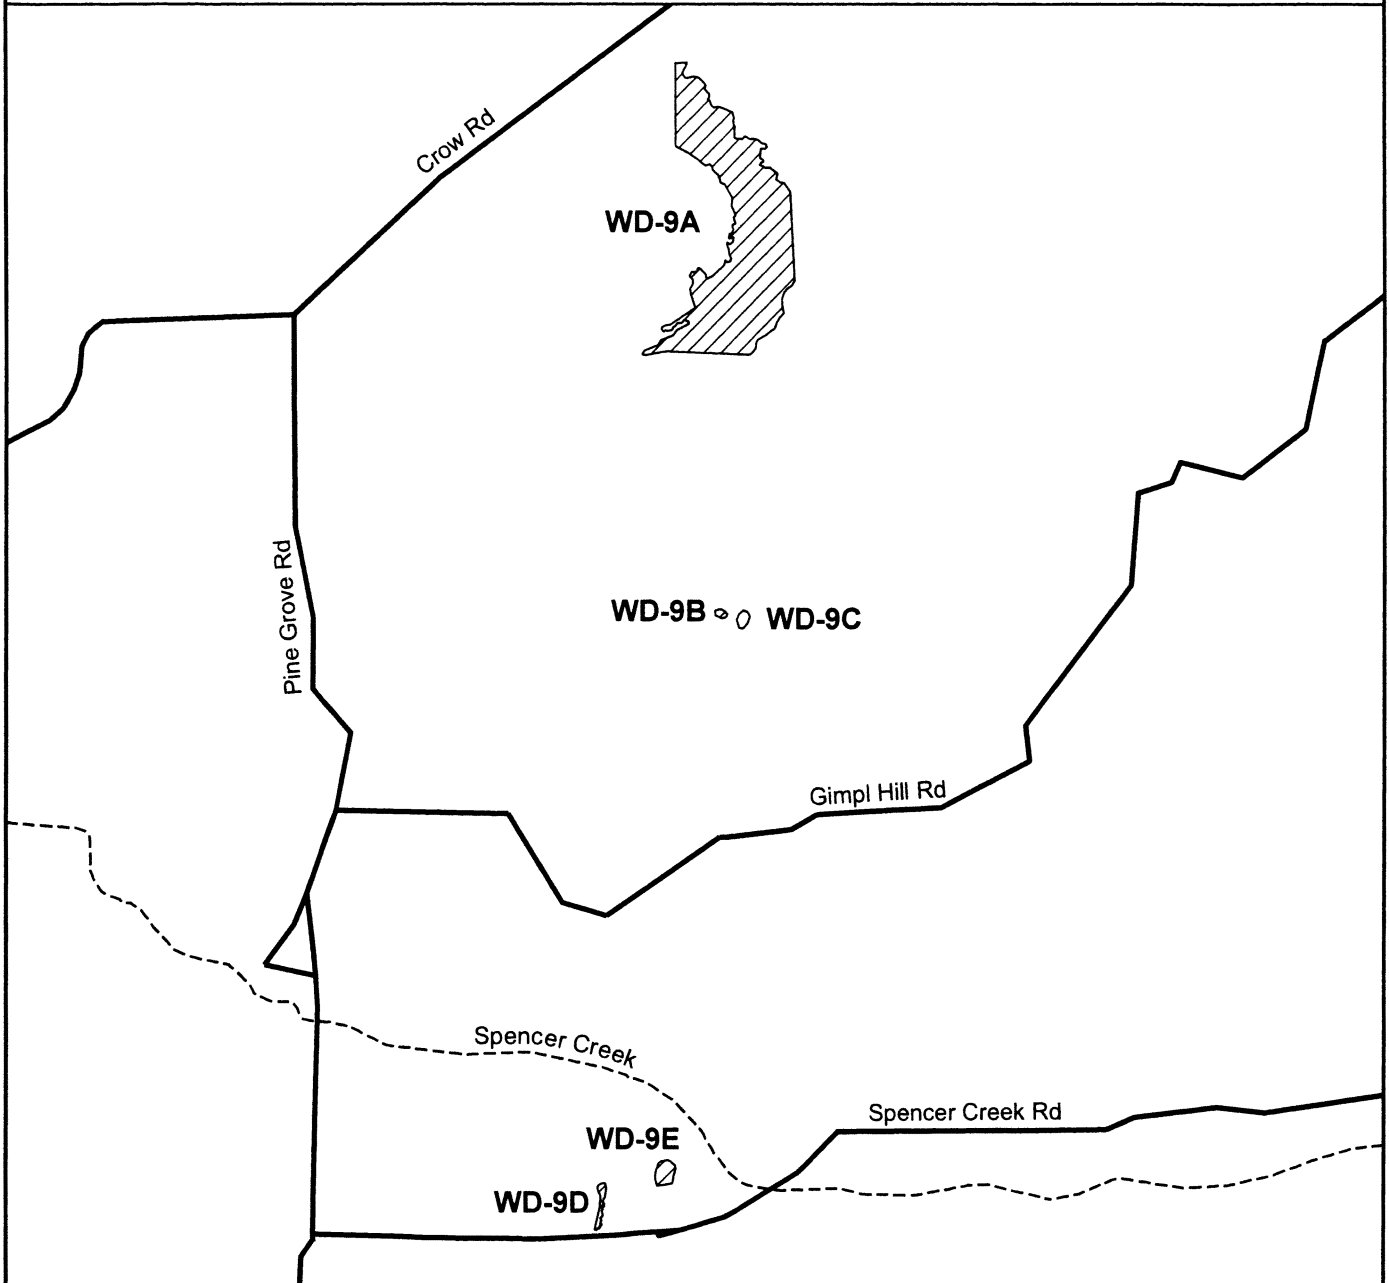 Crow Rd
WD-9A
Pine Grove Rd
WD-9B
WD-9C
Gimpl Hill Rd
Spencer Creek
Spencer Creek Rd
WD-9E
WD-9D